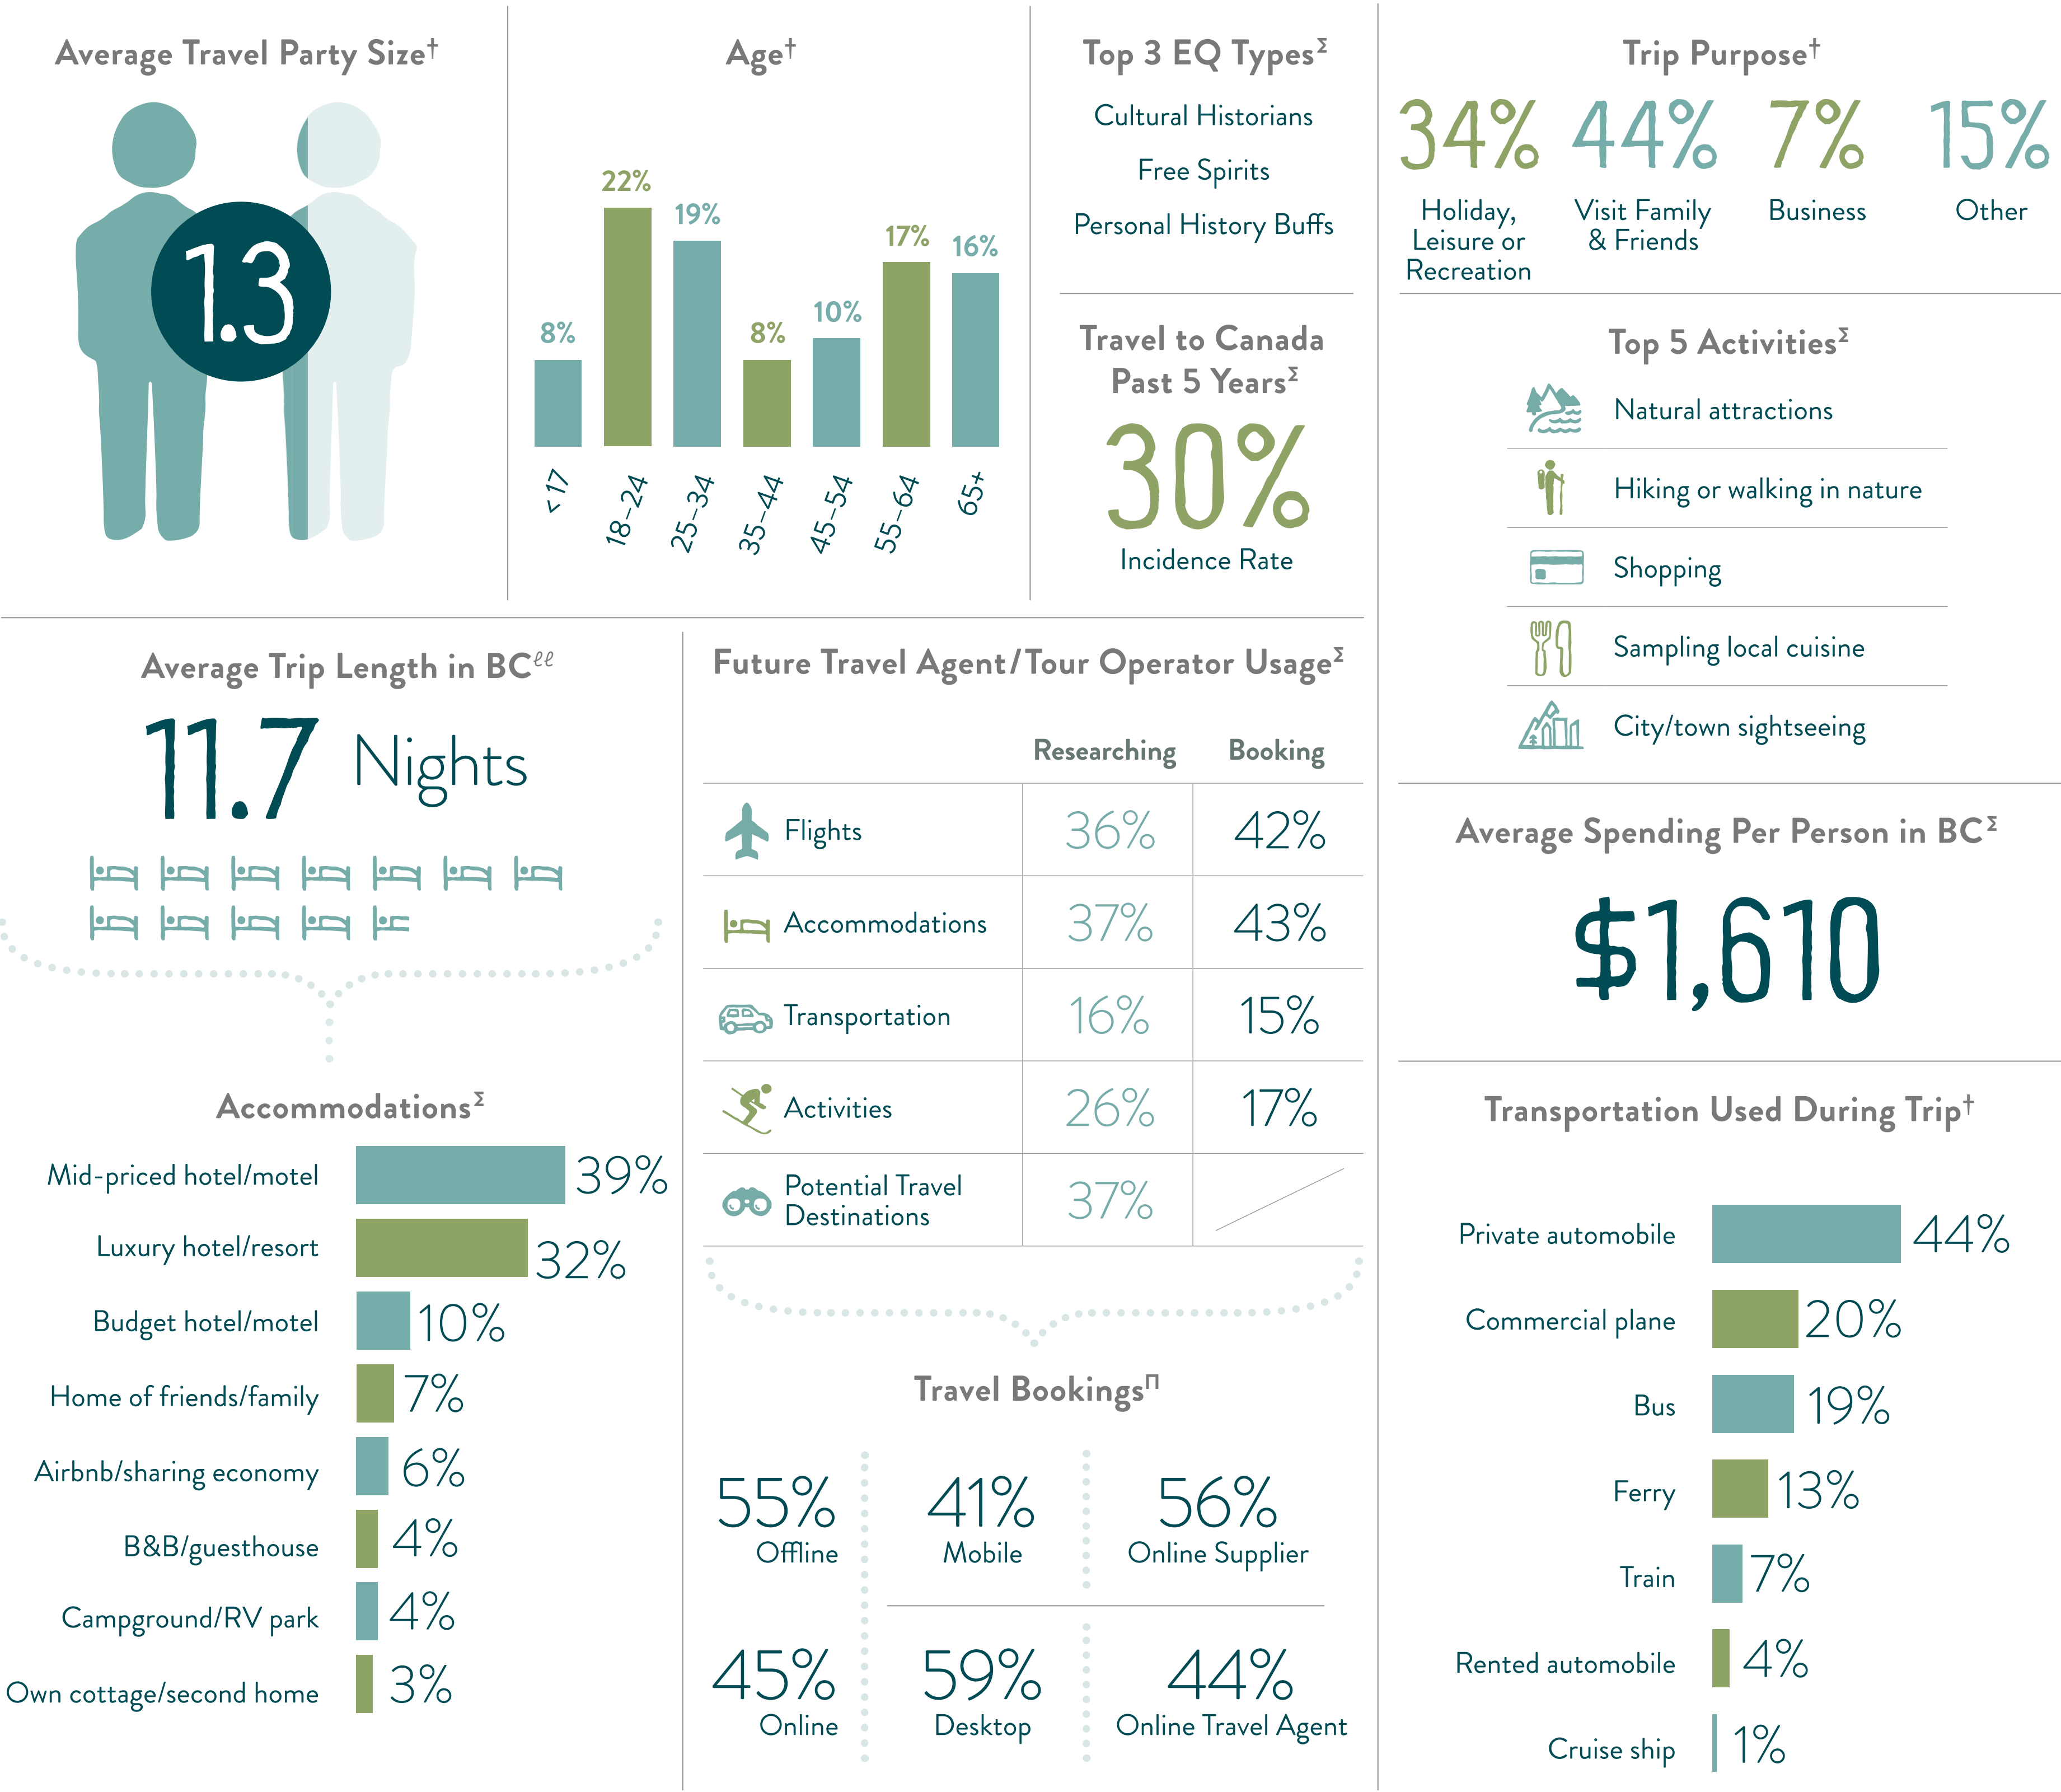 Average Travel Party Size†
1.3
Age†
8%
22%
19%
8%
10%
17%
16%
<17
18–24
25–34
35–44
45–54
55–64
65+
Top 3 EQ TypesΣ
Cultural Historians
Free Spirits
Personal History Buffs
Travel to Canada
Past 5 YearsΣ
30%
Incidence Rate
Trip Purpose†
34%
Holiday,
Leisure or
Recreation
44%
Visit Family
& Friends
7%
Business
15%
Other
Top 5 ActivitiesΣ
Natural attractions
Hiking or walking in nature
Shopping
Sampling local cuisine
City/town sightseeing
Average Trip Length in BCℓℓ
11.7 Nights
AccommodationsΣ
Mid-priced hotel/motel 39%
Luxury hotel/resort 32%
Budget hotel/motel 10%
Home of friends/family 7%
Airbnb/sharing economy 6%
B&B/guesthouse 4%
Campground/RV park 4%
Own cottage/second home 3%
Future Travel Agent/Tour Operator UsageΣ
Researching Booking
Flights 36% 42%
Accommodations 37% 43%
Transportation 16% 15%
Activities 26% 17%
Potential Travel
Destinations 37%
Travel BookingsΠ
55%
Offline
41%
Mobile
56%
Online Supplier
45%
Online
59%
Desktop
44%
Online Travel Agent
Average Spending Per Person in BCΣ
$1,610
Transportation Used During Trip†
Private automobile 44%
Commercial plane 20%
Bus 19%
Ferry 13%
Train 7%
Rented automobile 4%
Cruise ship 1%